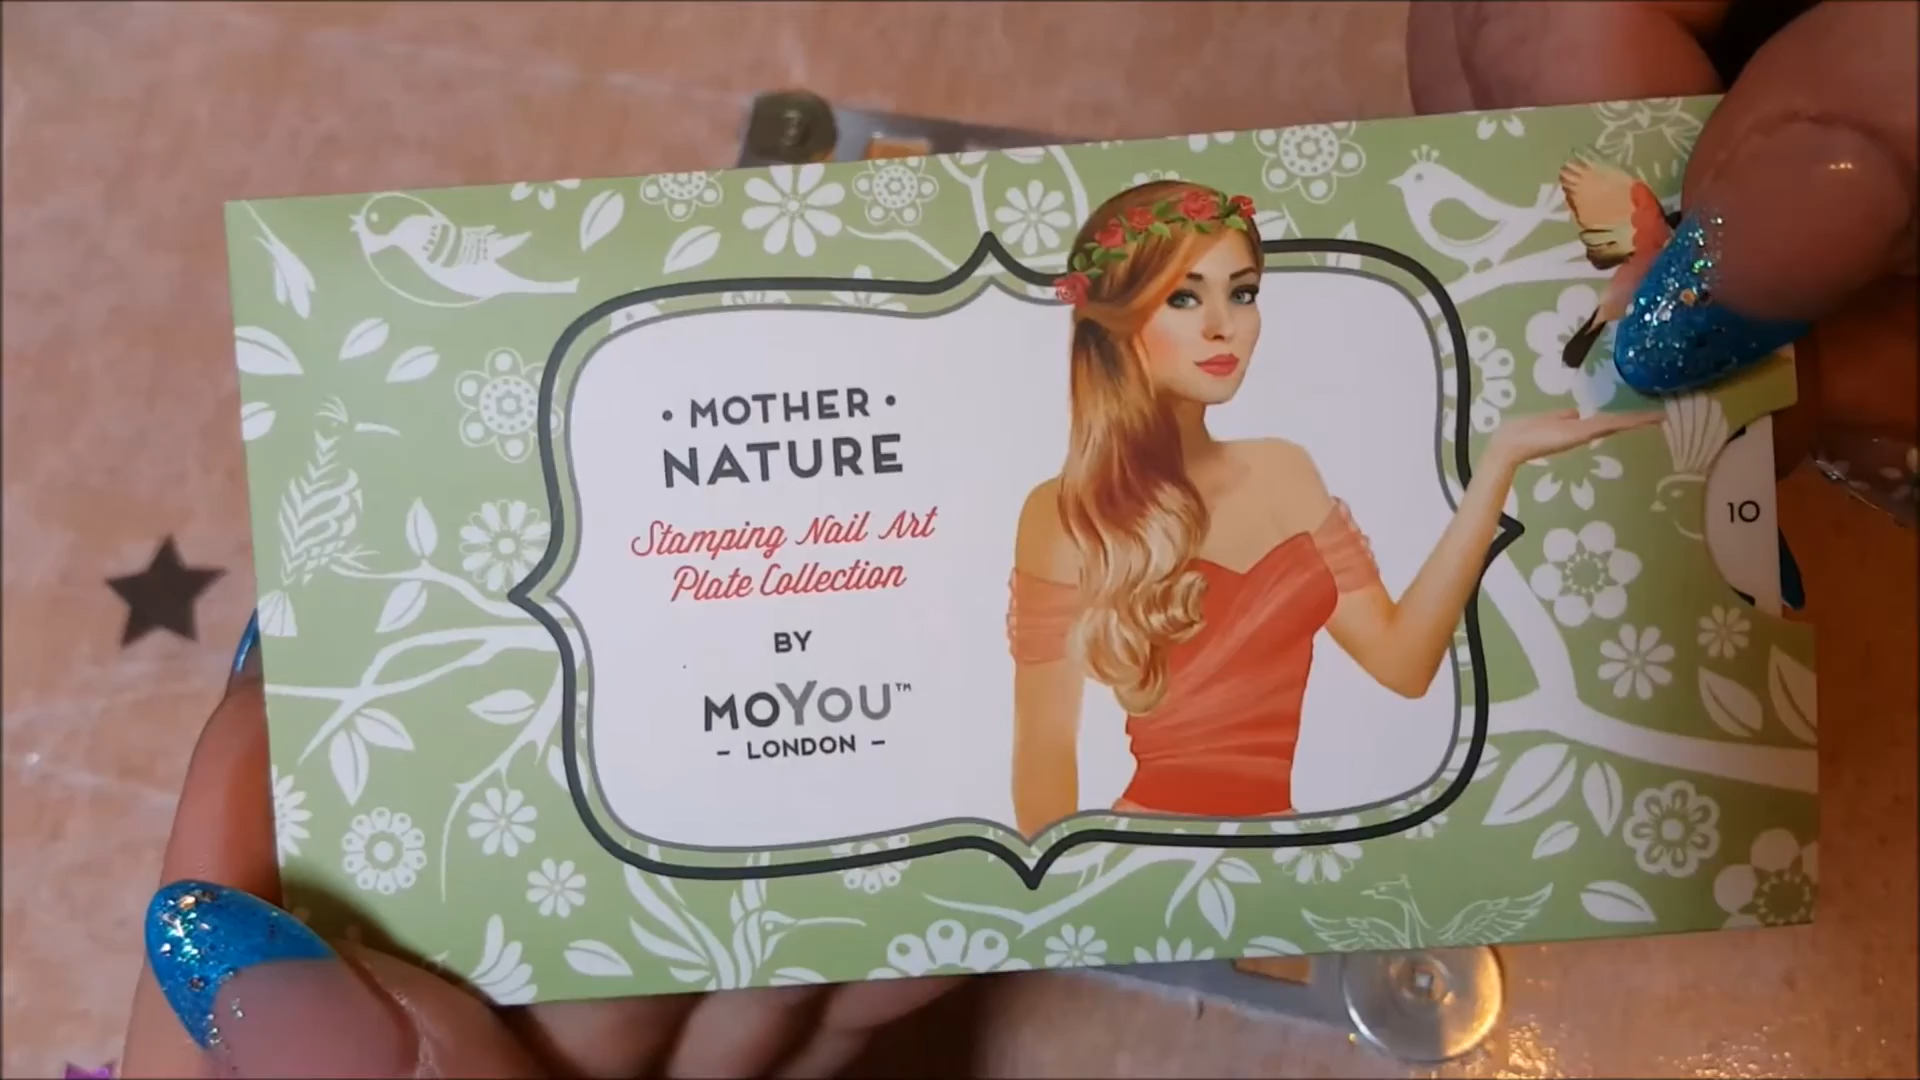 • MOTHER •
NATURE
Stamping Nail Art
Plate Collection
BY
MOYOU™
– LONDON –
10